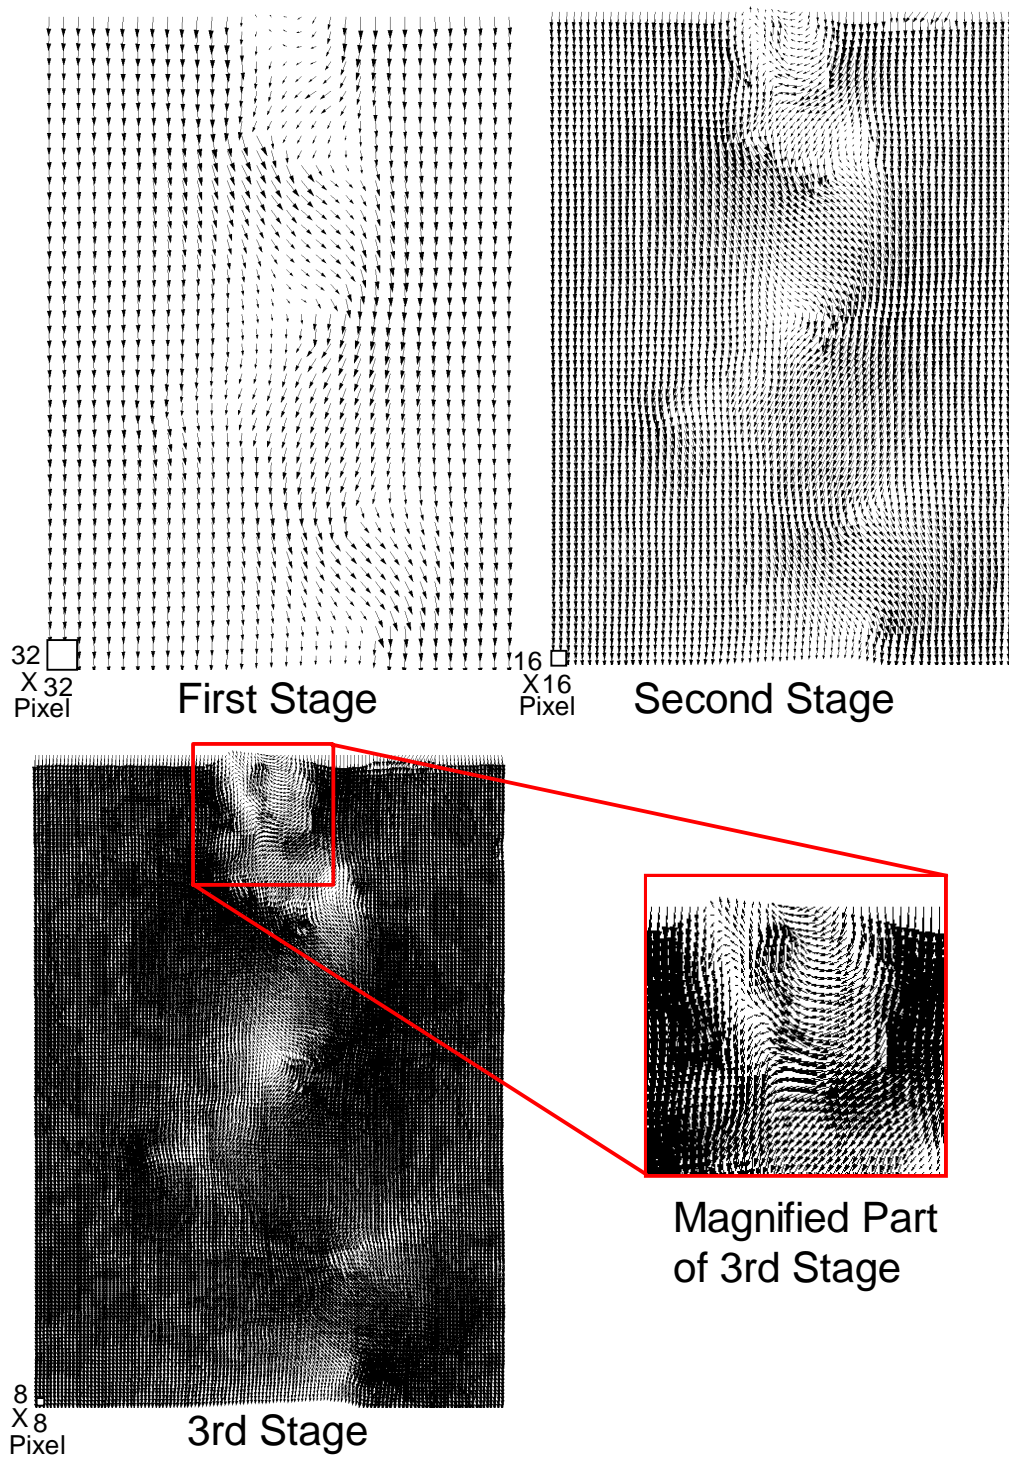 32
X 32
Pixel
First Stage
16
X16
Pixel
Second Stage
8
X 8
Pixel
3rd Stage
Magnified Part
of 3rd Stage